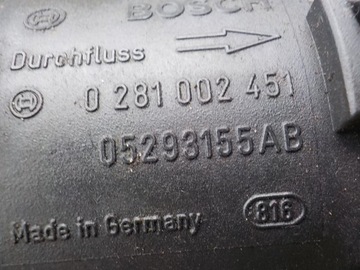 BOSCH
Durchfluss
0 281 002 451
05293155AB
Made in Germany
816